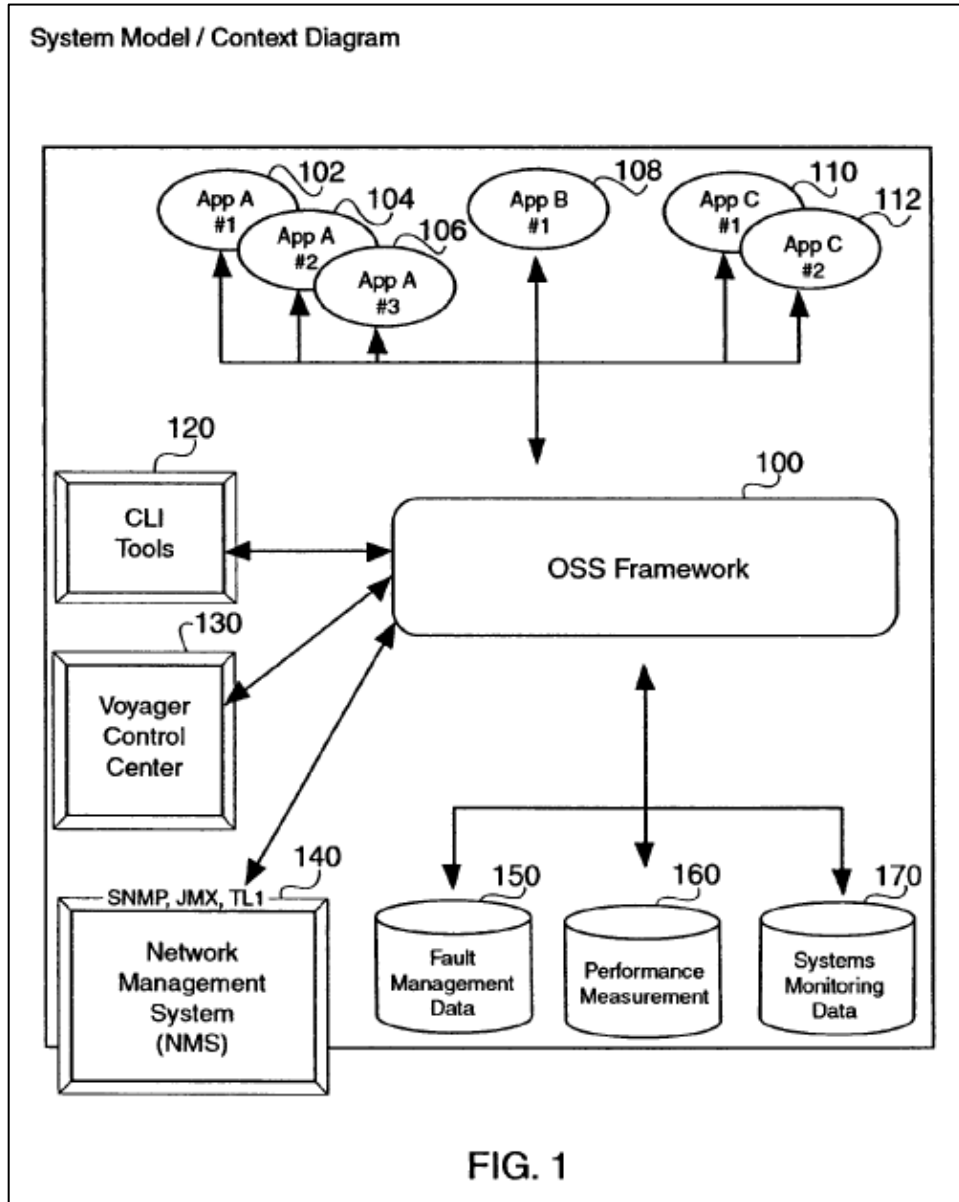 System Model / Context Diagram
102
App A
#1
104
App A
#2
106
App A
#3
108
App B
#1
110
App C
#1
112
App C
#2
120
CLI
Tools
100
OSS Framework
130
Voyager
Control
Center
140
SNMP, JMX, TL1
Network
Management
System
(NMS)
150
Fault
Management
Data
160
Performance
Measurement
170
Systems
Monitoring
Data
FIG. 1